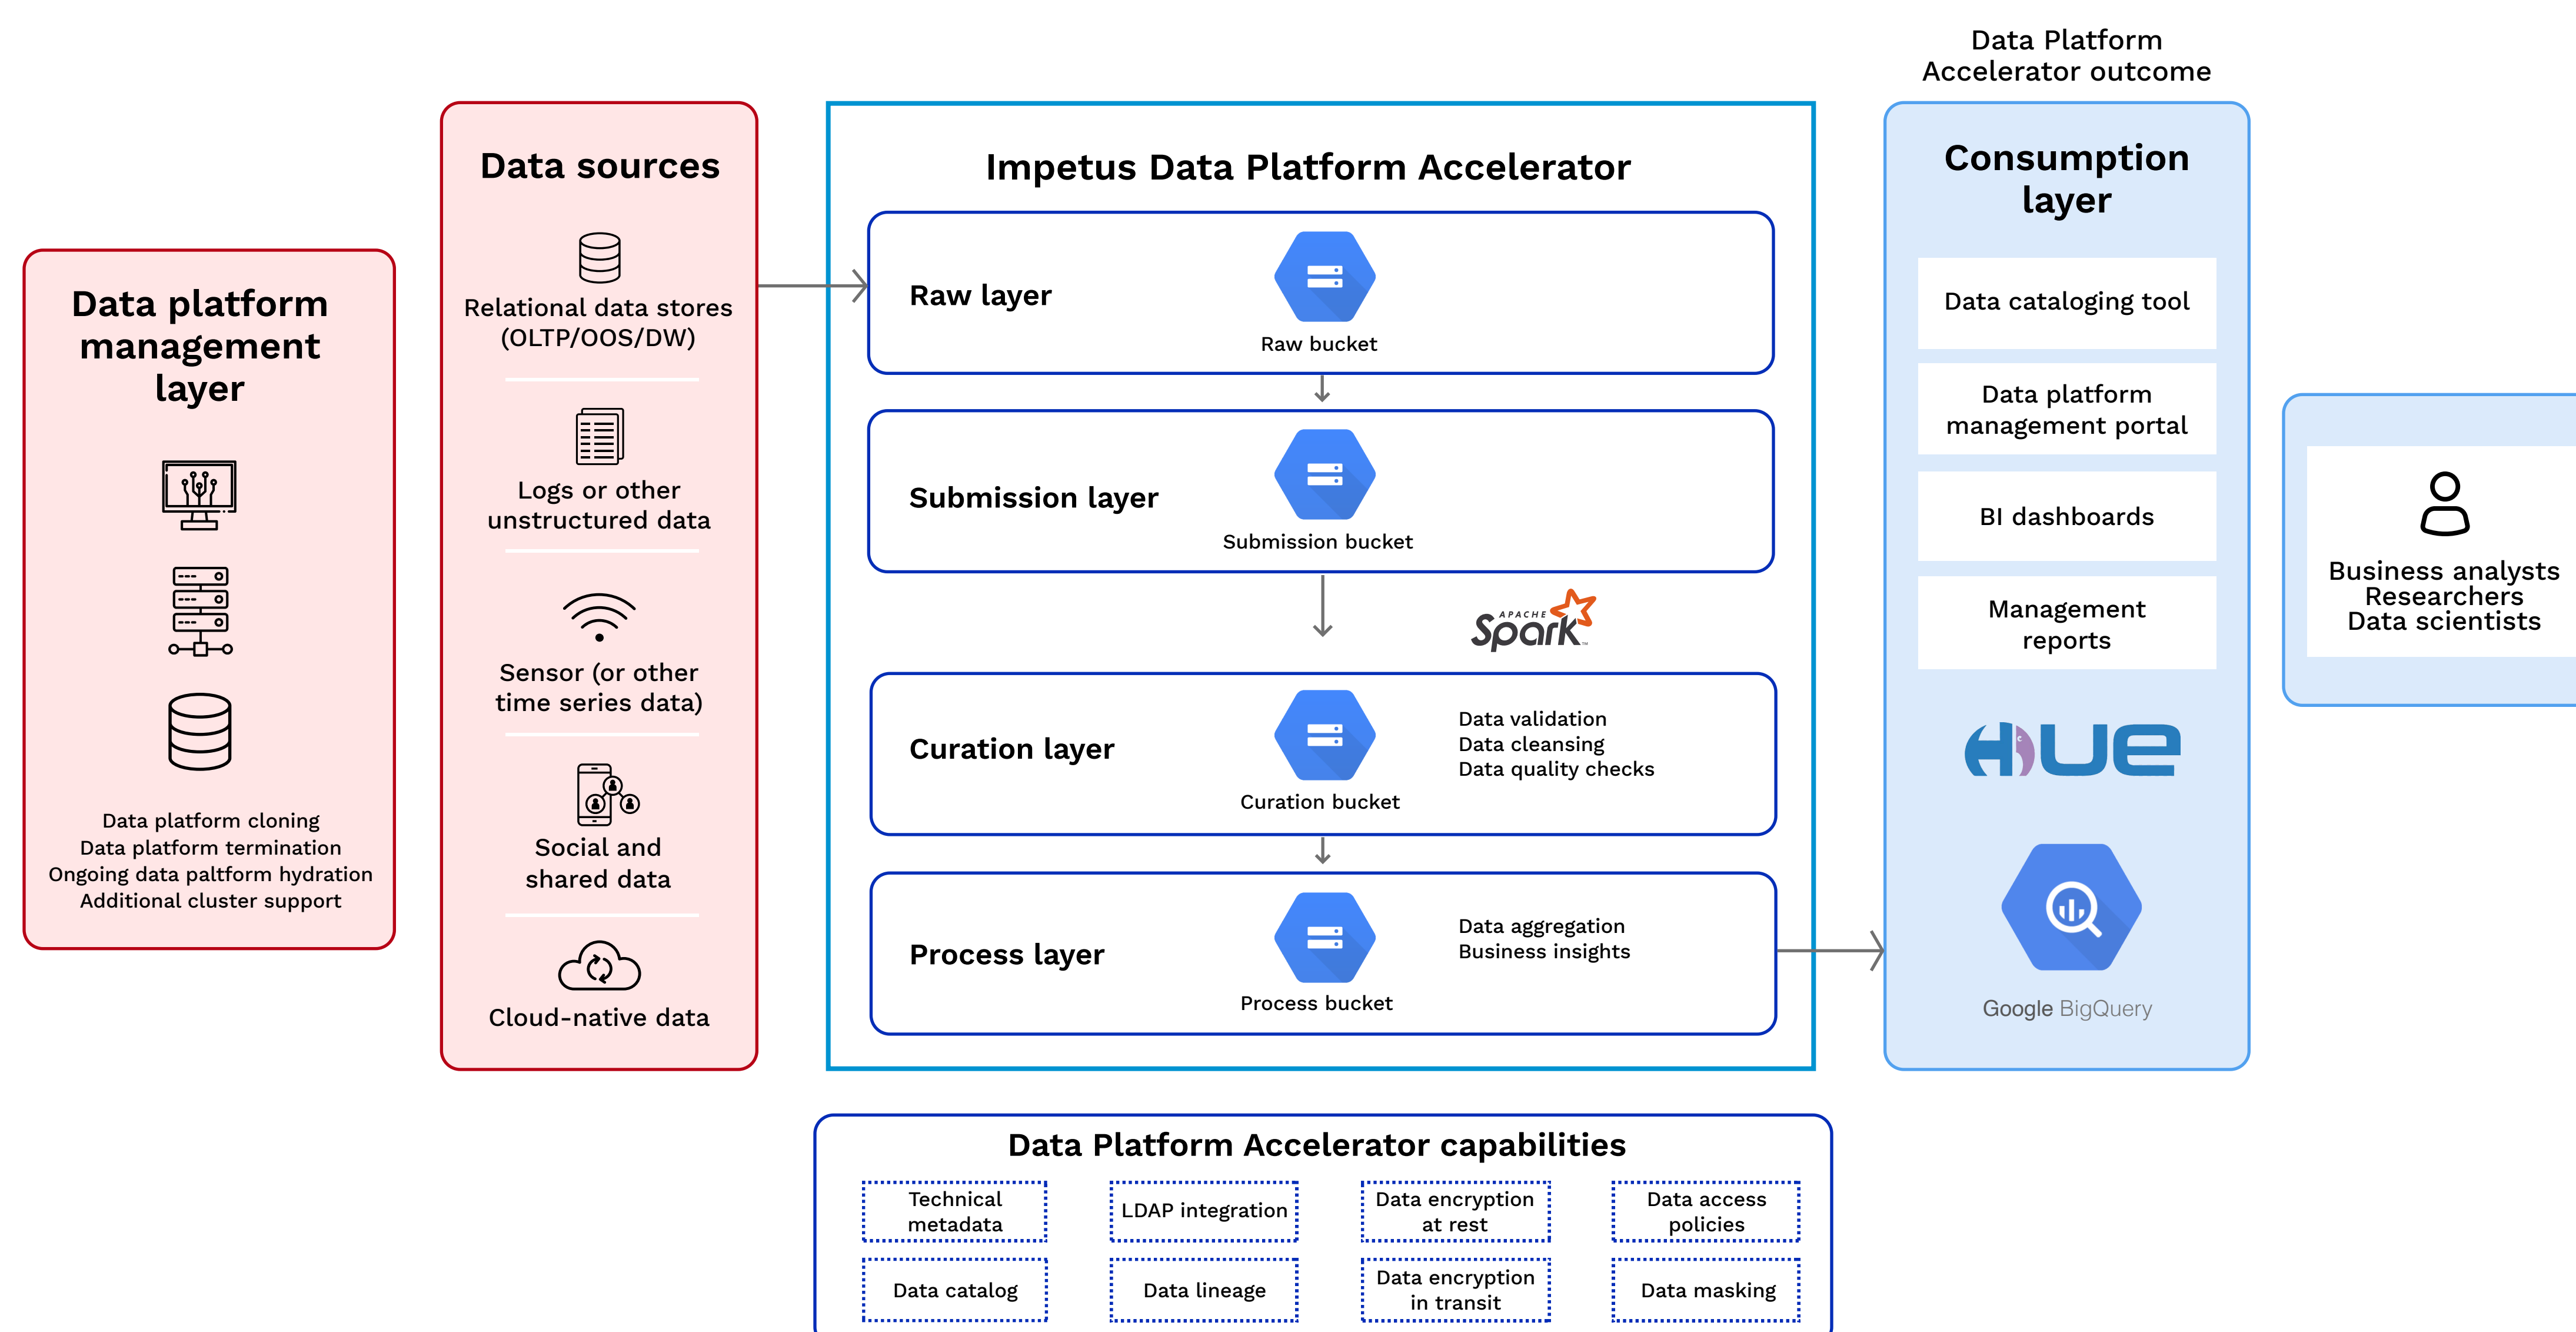 Data Platform
Accelerator outcome
Data platform
management
layer
Data platform cloning
Data platform termination
Ongoing data paltform hydration
Additional cluster support
Data sources
Relational data stores
(OLTP/OOS/DW)
Logs or other
unstructured data
Sensor (or other
time series data)
Social and
shared data
Cloud-native data
Impetus Data Platform Accelerator
Raw layer
Raw bucket
Submission layer
Submission bucket
APACHE
Spark™
Curation layer
Curation bucket
Data validation
Data cleansing
Data quality checks
Process layer
Process bucket
Data aggregation
Business insights
Consumption
layer
Data cataloging tool
Data platform
management portal
BI dashboards
Management
reports
HUE
Google BigQuery
Business analysts
Researchers
Data scientists
Data Platform Accelerator capabilities
Technical
metadata
LDAP integration
Data encryption
at rest
Data access
policies
Data catalog
Data lineage
Data encryption
in transit
Data masking